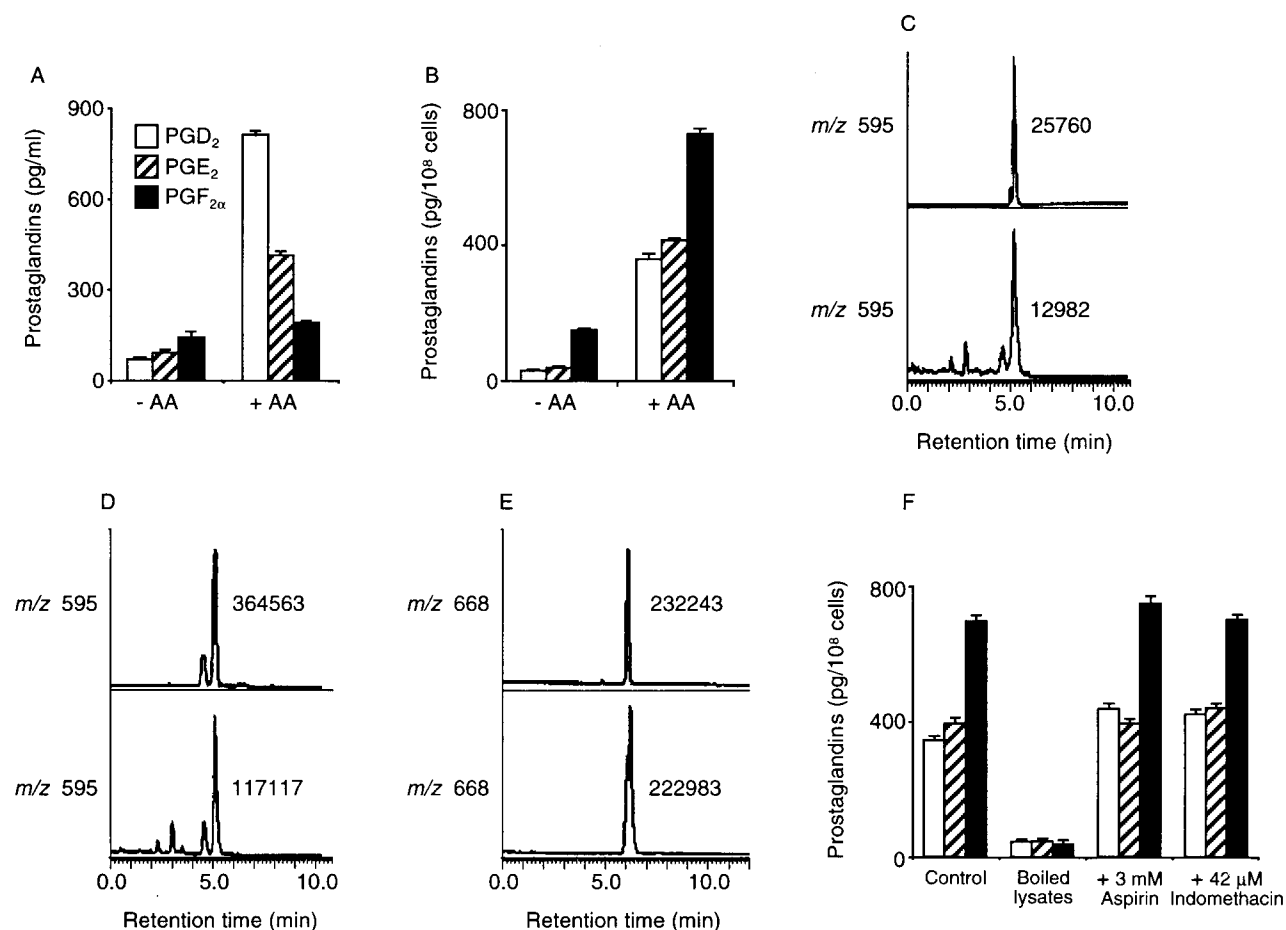 A
Prostaglandins (pg/ml)
900
600
300
0
PGD₂
PGE₂
PGF₂α
- AA
+ AA
B
Prostaglandins (pg/10⁸ cells)
800
400
0
- AA
+ AA
C
m/z 595
25760
m/z 595
12982
0.0 5.0 10.0
Retention time (min)
D
m/z 595
364563
m/z 595
117117
0.0 5.0 10.0
Retention time (min)
E
m/z 668
232243
m/z 668
222983
0.0 5.0 10.0
Retention time (min)
F
Prostaglandins (pg/10⁸ cells)
800
400
0
Control
Boiled
lysates
+ 3 mM
Aspirin
+ 42 µM
Indomethacin